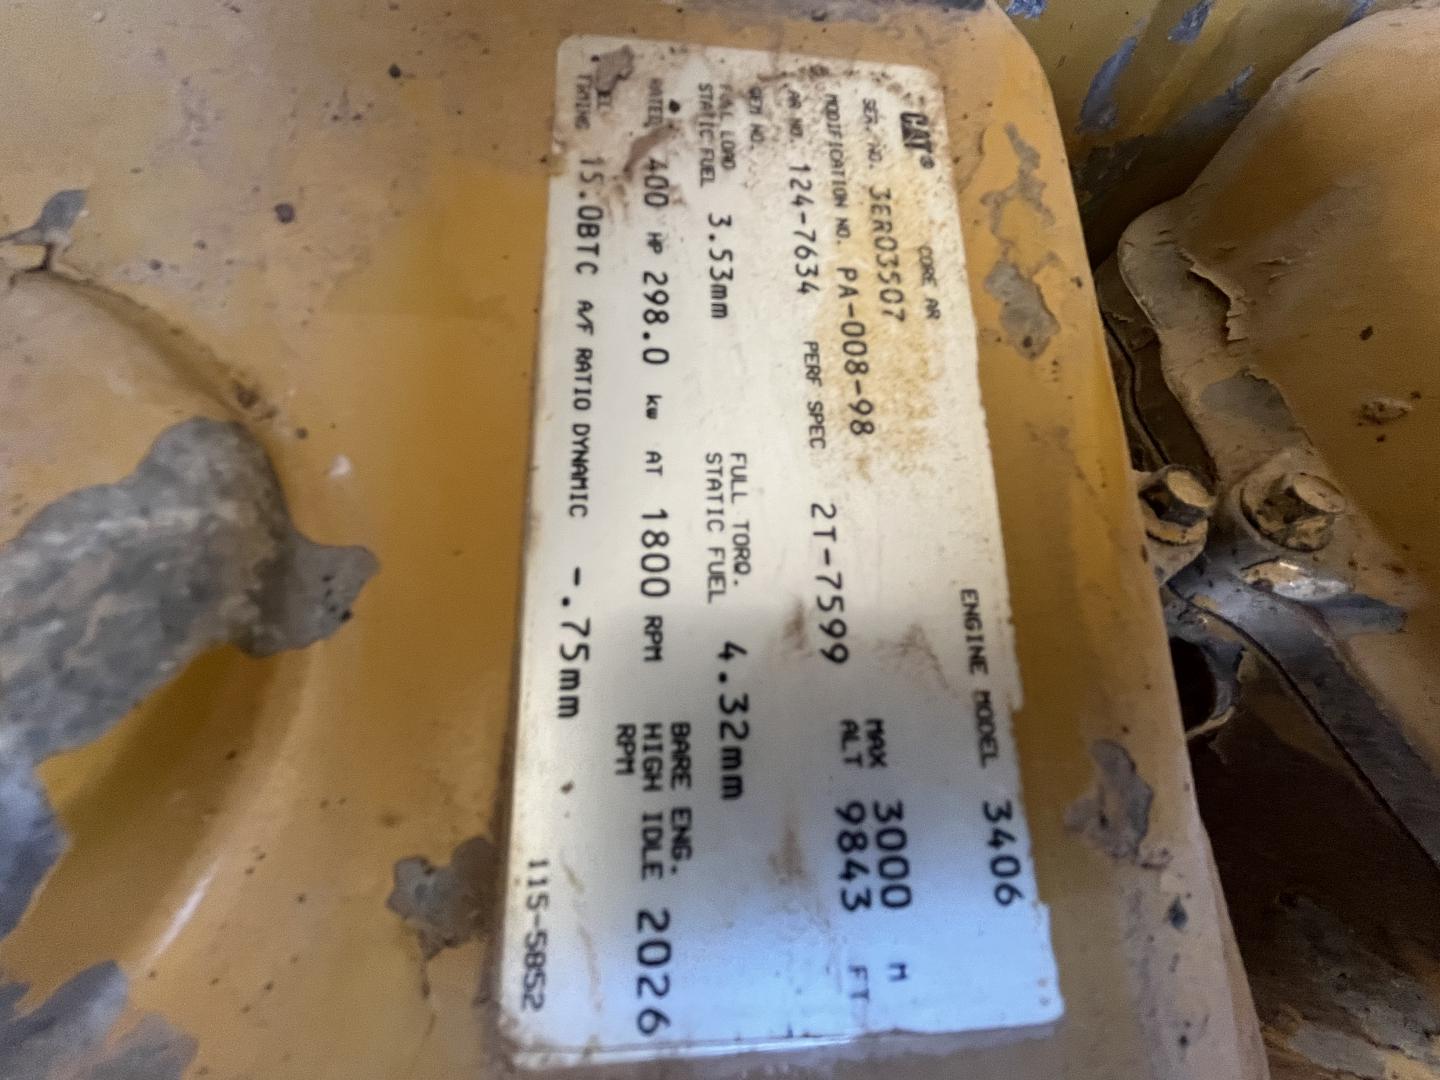 CAT® CORE AR ENGINE MODEL 3406
SER. NO. 3ER03507 MAX 3000 M
MODIFICATION NO. PA-008-98 ALT 9843 FT
AR NO. 124-7634 PERF SPEC 2T-7599
OEM NO.
FULL LOAD FULL TORQ.
STATIC FUEL 3.53mm STATIC FUEL 4.32mm
RATED 400 HP 298.0 kw AT 1800 RPM BARE ENG.
HIGH IDLE 2026
RPM
TIMING 15.0BTC A/F RATIO DYNAMIC -.75mm
115-5852